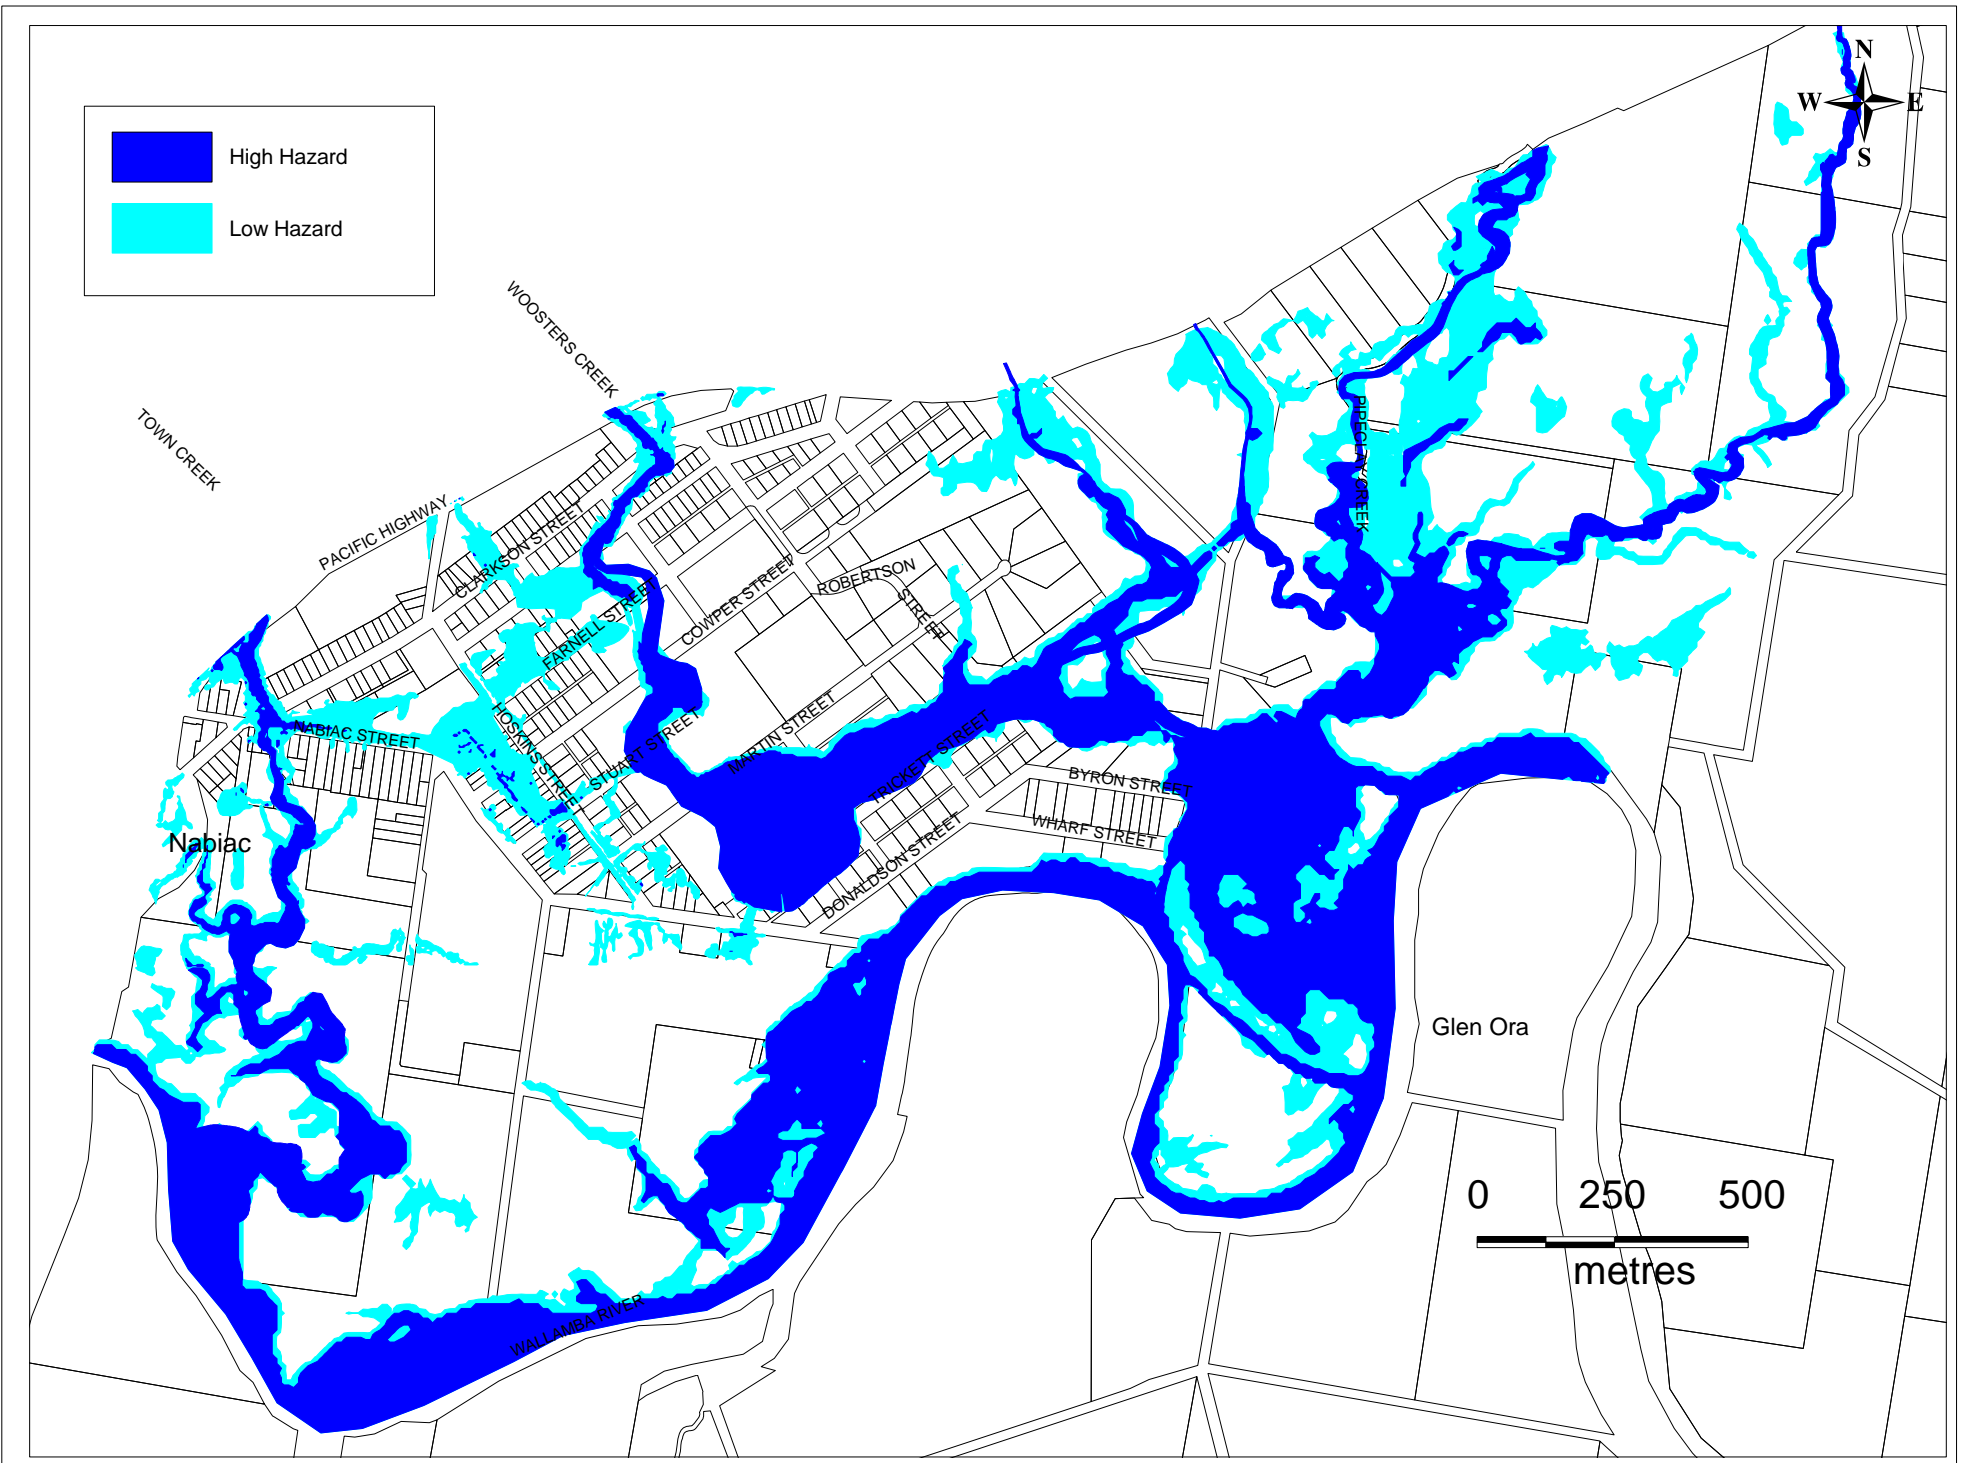 N
W E
S
High Hazard
Low Hazard
WOOSTERS CREEK
TOWN CREEK
PACIFIC HIGHWAY
CLARKSON STREET
PIPECLAY CREEK
FARNELL STREET
COWPER STREET
ROBERTSON
STREET
NABIAC STREET
HOSKINS STREET
STUART STREET
MARTIN STREET
TRICKETT STREET
BYRON STREET
WHARF STREET
DONALDSON STREET
Nabiac
Glen Ora
0 250 500
metres
WALLAMBA RIVER